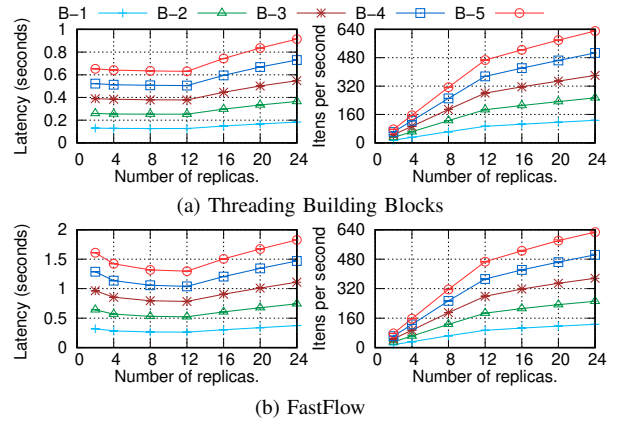 B-1 B-2 B-3 B-4 B-5
Latency (seconds)
1
0.8
0.6
0.4
0.2
0
2 4 8 12 16 20 24
Number of replicas.
Itens per second
640
480
320
160
0
2 4 8 12 16 20 24
Number of replicas.
(a) Threading Building Blocks
Latency (seconds)
2
1.5
1
0.5
0
2 4 8 12 16 20 24
Number of replicas.
Itens per second
640
480
320
160
0
2 4 8 12 16 20 24
Number of replicas.
(b) FastFlow